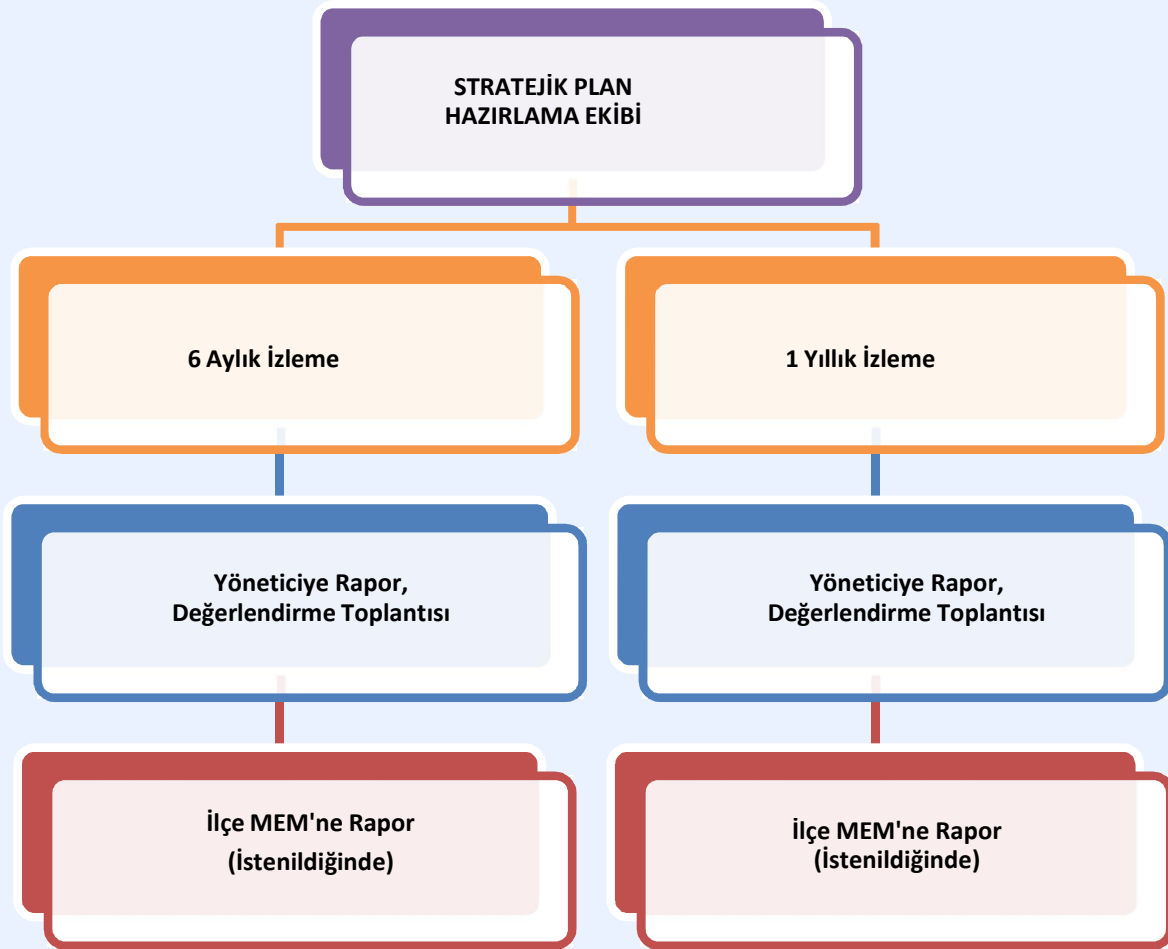 STRATEJİK PLAN
HAZIRLAMA EKİBİ
6 Aylık İzleme
1 Yıllık İzleme
Yöneticiye Rapor,
Değerlendirme Toplantısı
Yöneticiye Rapor,
Değerlendirme Toplantısı
İlçe MEM'ne Rapor
(İstenildiğinde)
İlçe MEM'ne Rapor
(İstenildiğinde)